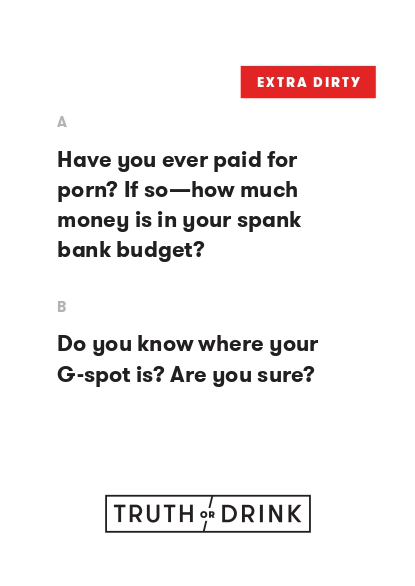 EXTRA DIRTY
A
Have you ever paid for
porn? If so—how much
money is in your spank
bank budget?
B
Do you know where your
G-spot is? Are you sure?
TRUTH OR DRINK